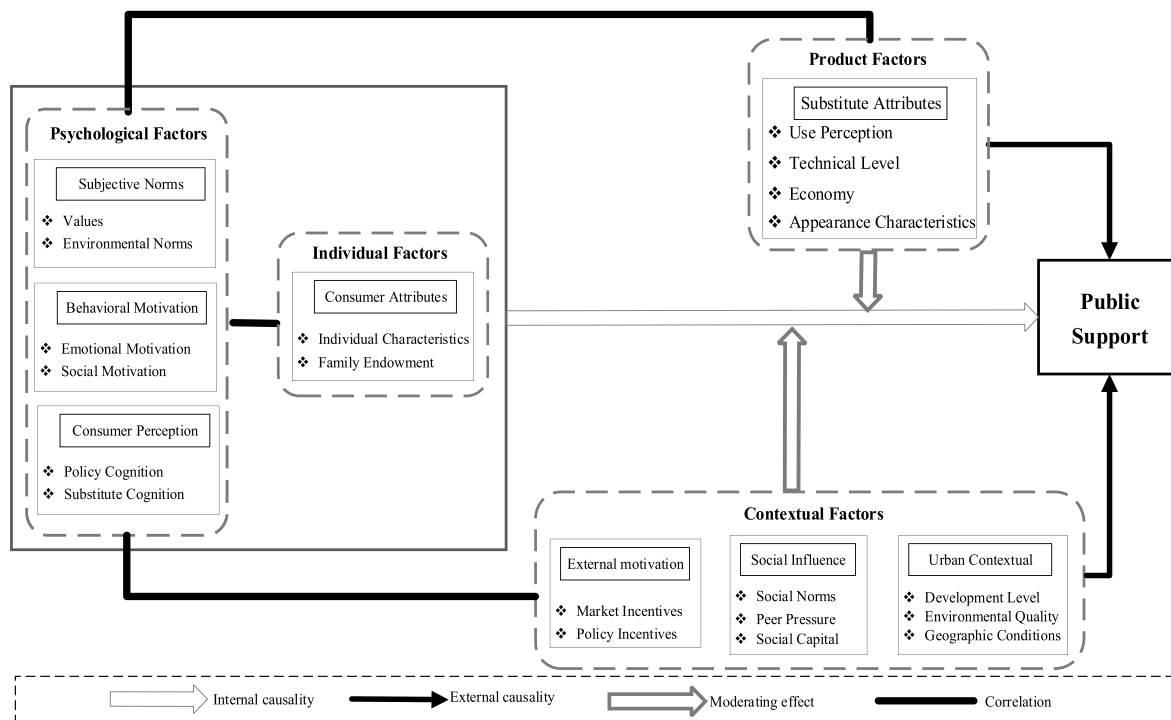 Psychological Factors
Subjective Norms
❖ Values
❖ Environmental Norms
Behavioral Motivation
❖ Emotional Motivation
❖ Social Motivation
Consumer Perception
❖ Policy Cognition
❖ Substitute Cognition
Individual Factors
Consumer Attributes
❖ Individual Characteristics
❖ Family Endowment
Product Factors
Substitute Attributes
❖ Use Perception
❖ Technical Level
❖ Economy
❖ Appearance Characteristics
Public
Support
Contextual Factors
External motivation
❖ Market Incentives
❖ Policy Incentives
Social Influence
❖ Social Norms
❖ Peer Pressure
❖ Social Capital
Urban Contextual
❖ Development Level
❖ Environmental Quality
❖ Geographic Conditions
Internal causality
External causality
Moderating effect
Correlation